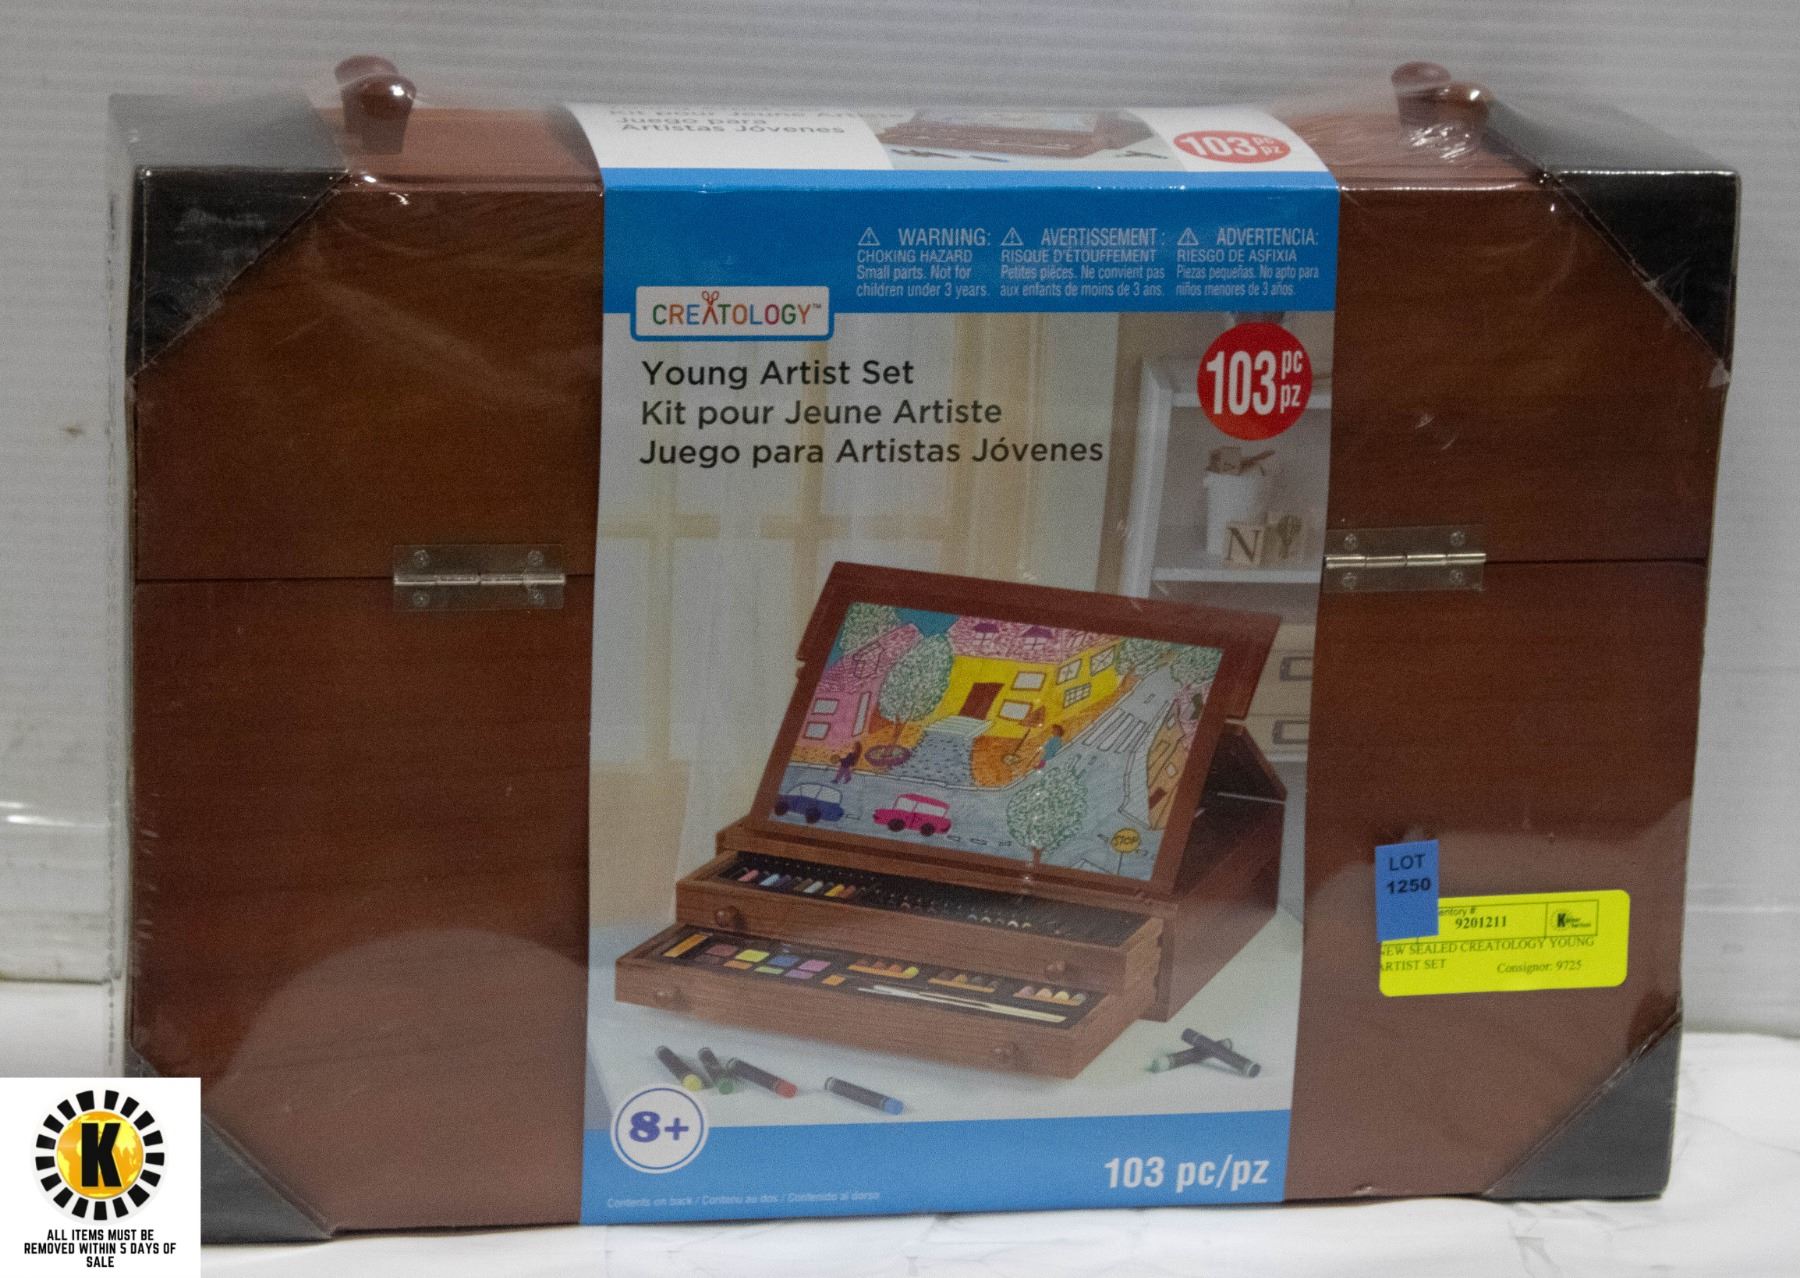 Kit pour Jeune Artiste
Juego para
Artistas Jóvenes
103 pc pz
WARNING:
CHOKING HAZARD
Small parts. Not for
children under 3 years.
AVERTISSEMENT :
RISQUE D'ÉTOUFFEMENT
Petites pièces. Ne convient pas
aux enfants de moins de 3 ans.
ADVERTENCIA:
RIESGO DE ASFIXIA
Piezas pequeñas. No apto para
niños menores de 3 años.
CREATOLOGY™
Young Artist Set
Kit pour Jeune Artiste
Juego para Artistas Jóvenes
103 pc pz
N
STOP
LOT
1250
entory #
9201211
EW SEALED CREATOLOGY YOUNG
ARTIST SET Consignor: 9725
8+
103 pc/pz
Contents on back / Contenu au dos / Contenido al dorso
K
ALL ITEMS MUST BE
REMOVED WITHIN 5 DAYS OF
SALE